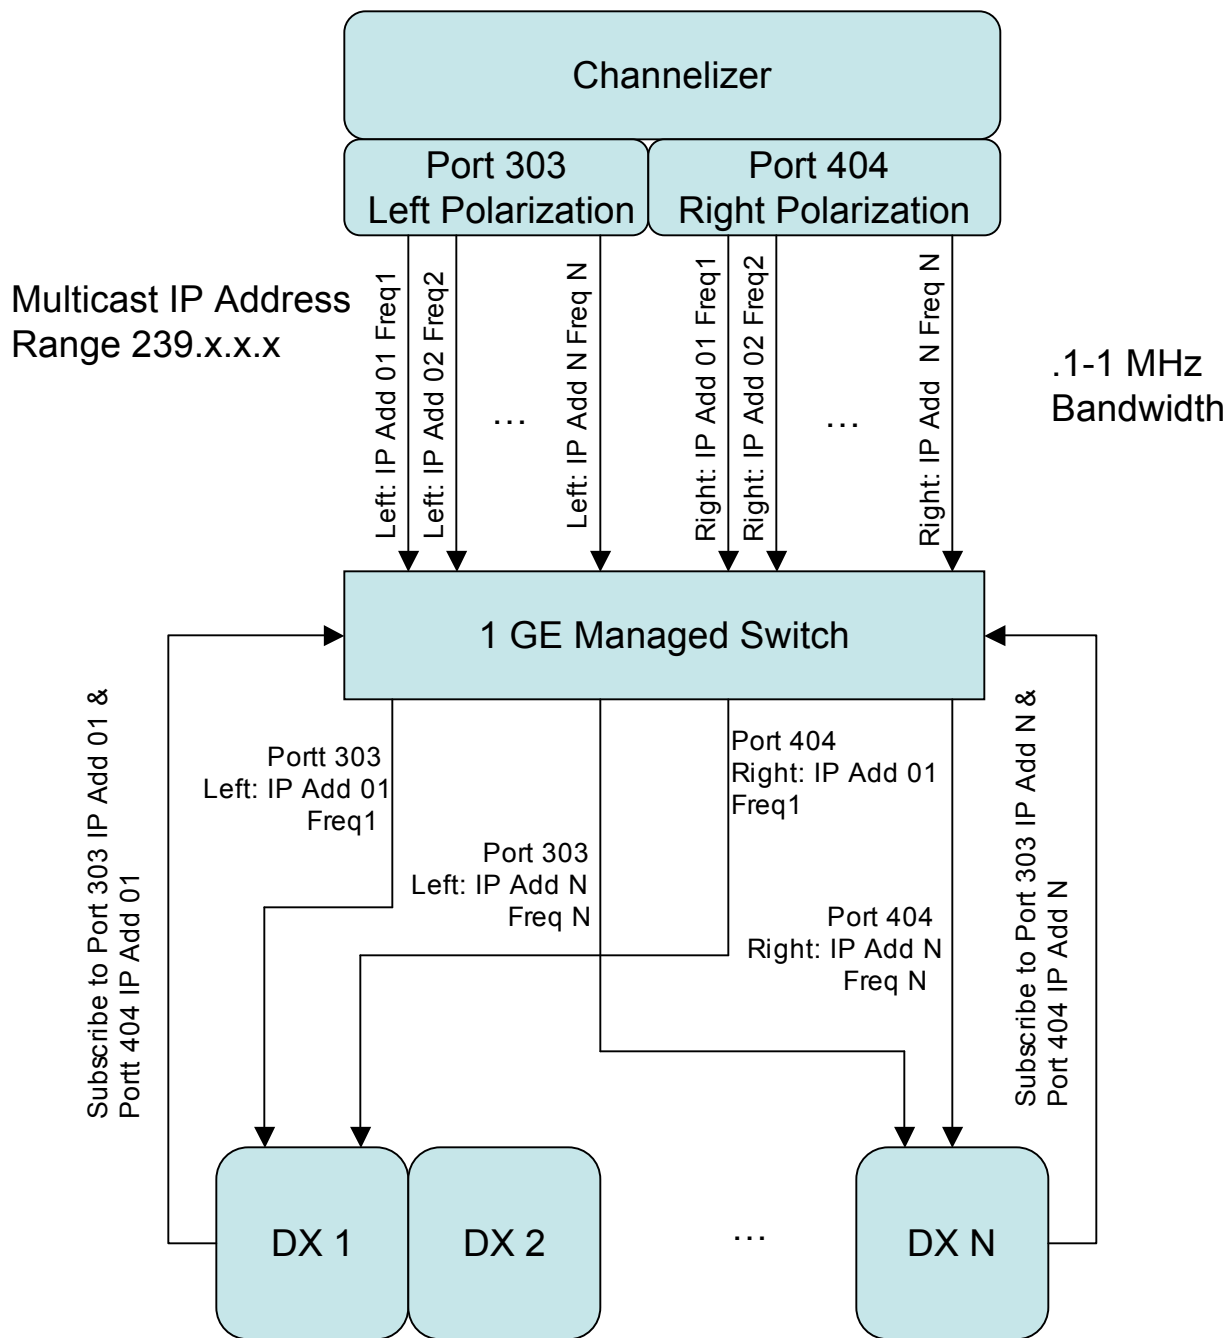 Channelizer
Port 303
Left Polarization
Port 404
Right Polarization
Multicast IP Address
Range 239.x.x.x
Left: IP Add 01 Freq1
Left: IP Add 02 Freq2
...
Left: IP Add N Freq N
Right: IP Add 01 Freq1
Right: IP Add 02 Freq2
...
Right: IP Add N Freq N
.1-1 MHz
Bandwidth
1 GE Managed Switch
Subscribe to Port 303 IP Add 01 &
Portt 404 IP Add 01
Portt 303
Left: IP Add 01
Freq1
Port 303
Left: IP Add N
Freq N
Port 404
Right: IP Add 01
Freq1
Port 404
Right: IP Add N
Freq N
Subscribe to Port 303 IP Add N &
Port 404 IP Add N
DX 1
DX 2
...
DX N